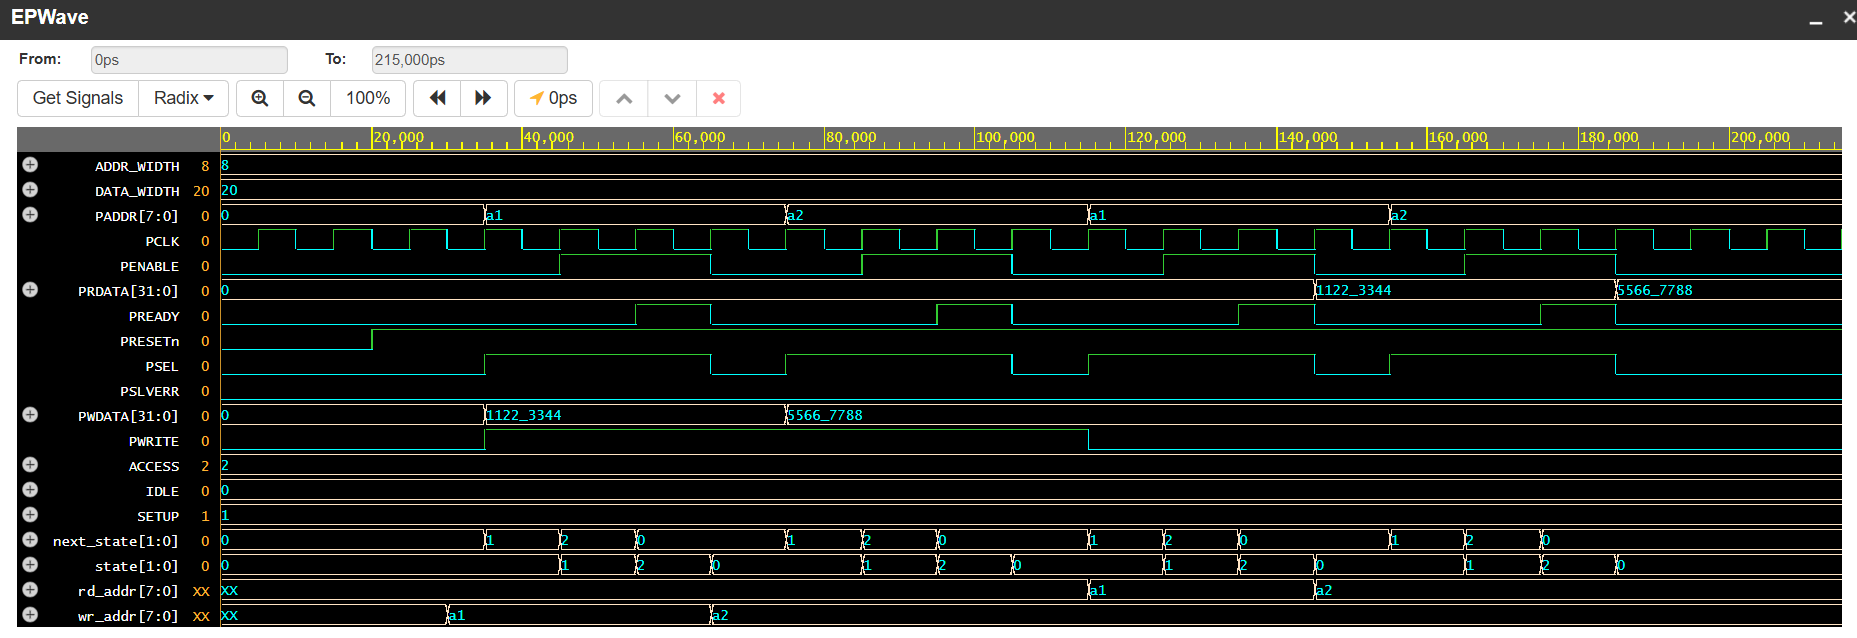 EPWave
From: 0ps To: 215,000ps
Get Signals Radix 100% 0ps
0 20,000 40,000 60,000 80,000 100,000 120,000 140,000 160,000 180,000 200,000
ADDR_WIDTH 8 8
DATA_WIDTH 20 20
PADDR[7:0] 0 0 a1 a2 a1 a2
PCLK 0
PENABLE 0
PRDATA[31:0] 0 0 1122_3344 5566_7788
PREADY 0
PRESETn 0
PSEL 0
PSLVERR 0
PWDATA[31:0] 0 0 1122_3344 5566_7788
PWRITE 0
ACCESS 2 2
IDLE 0 0
SETUP 1 1
next_state[1:0] 0 0 1 2 0 1 2 0 1 2 0 1 2 0
state[1:0] 0 0 1 2 0 1 2 0 1 2 0 1 2 0
rd_addr[7:0] XX XX a1 a2
wr_addr[7:0] XX XX a1 a2